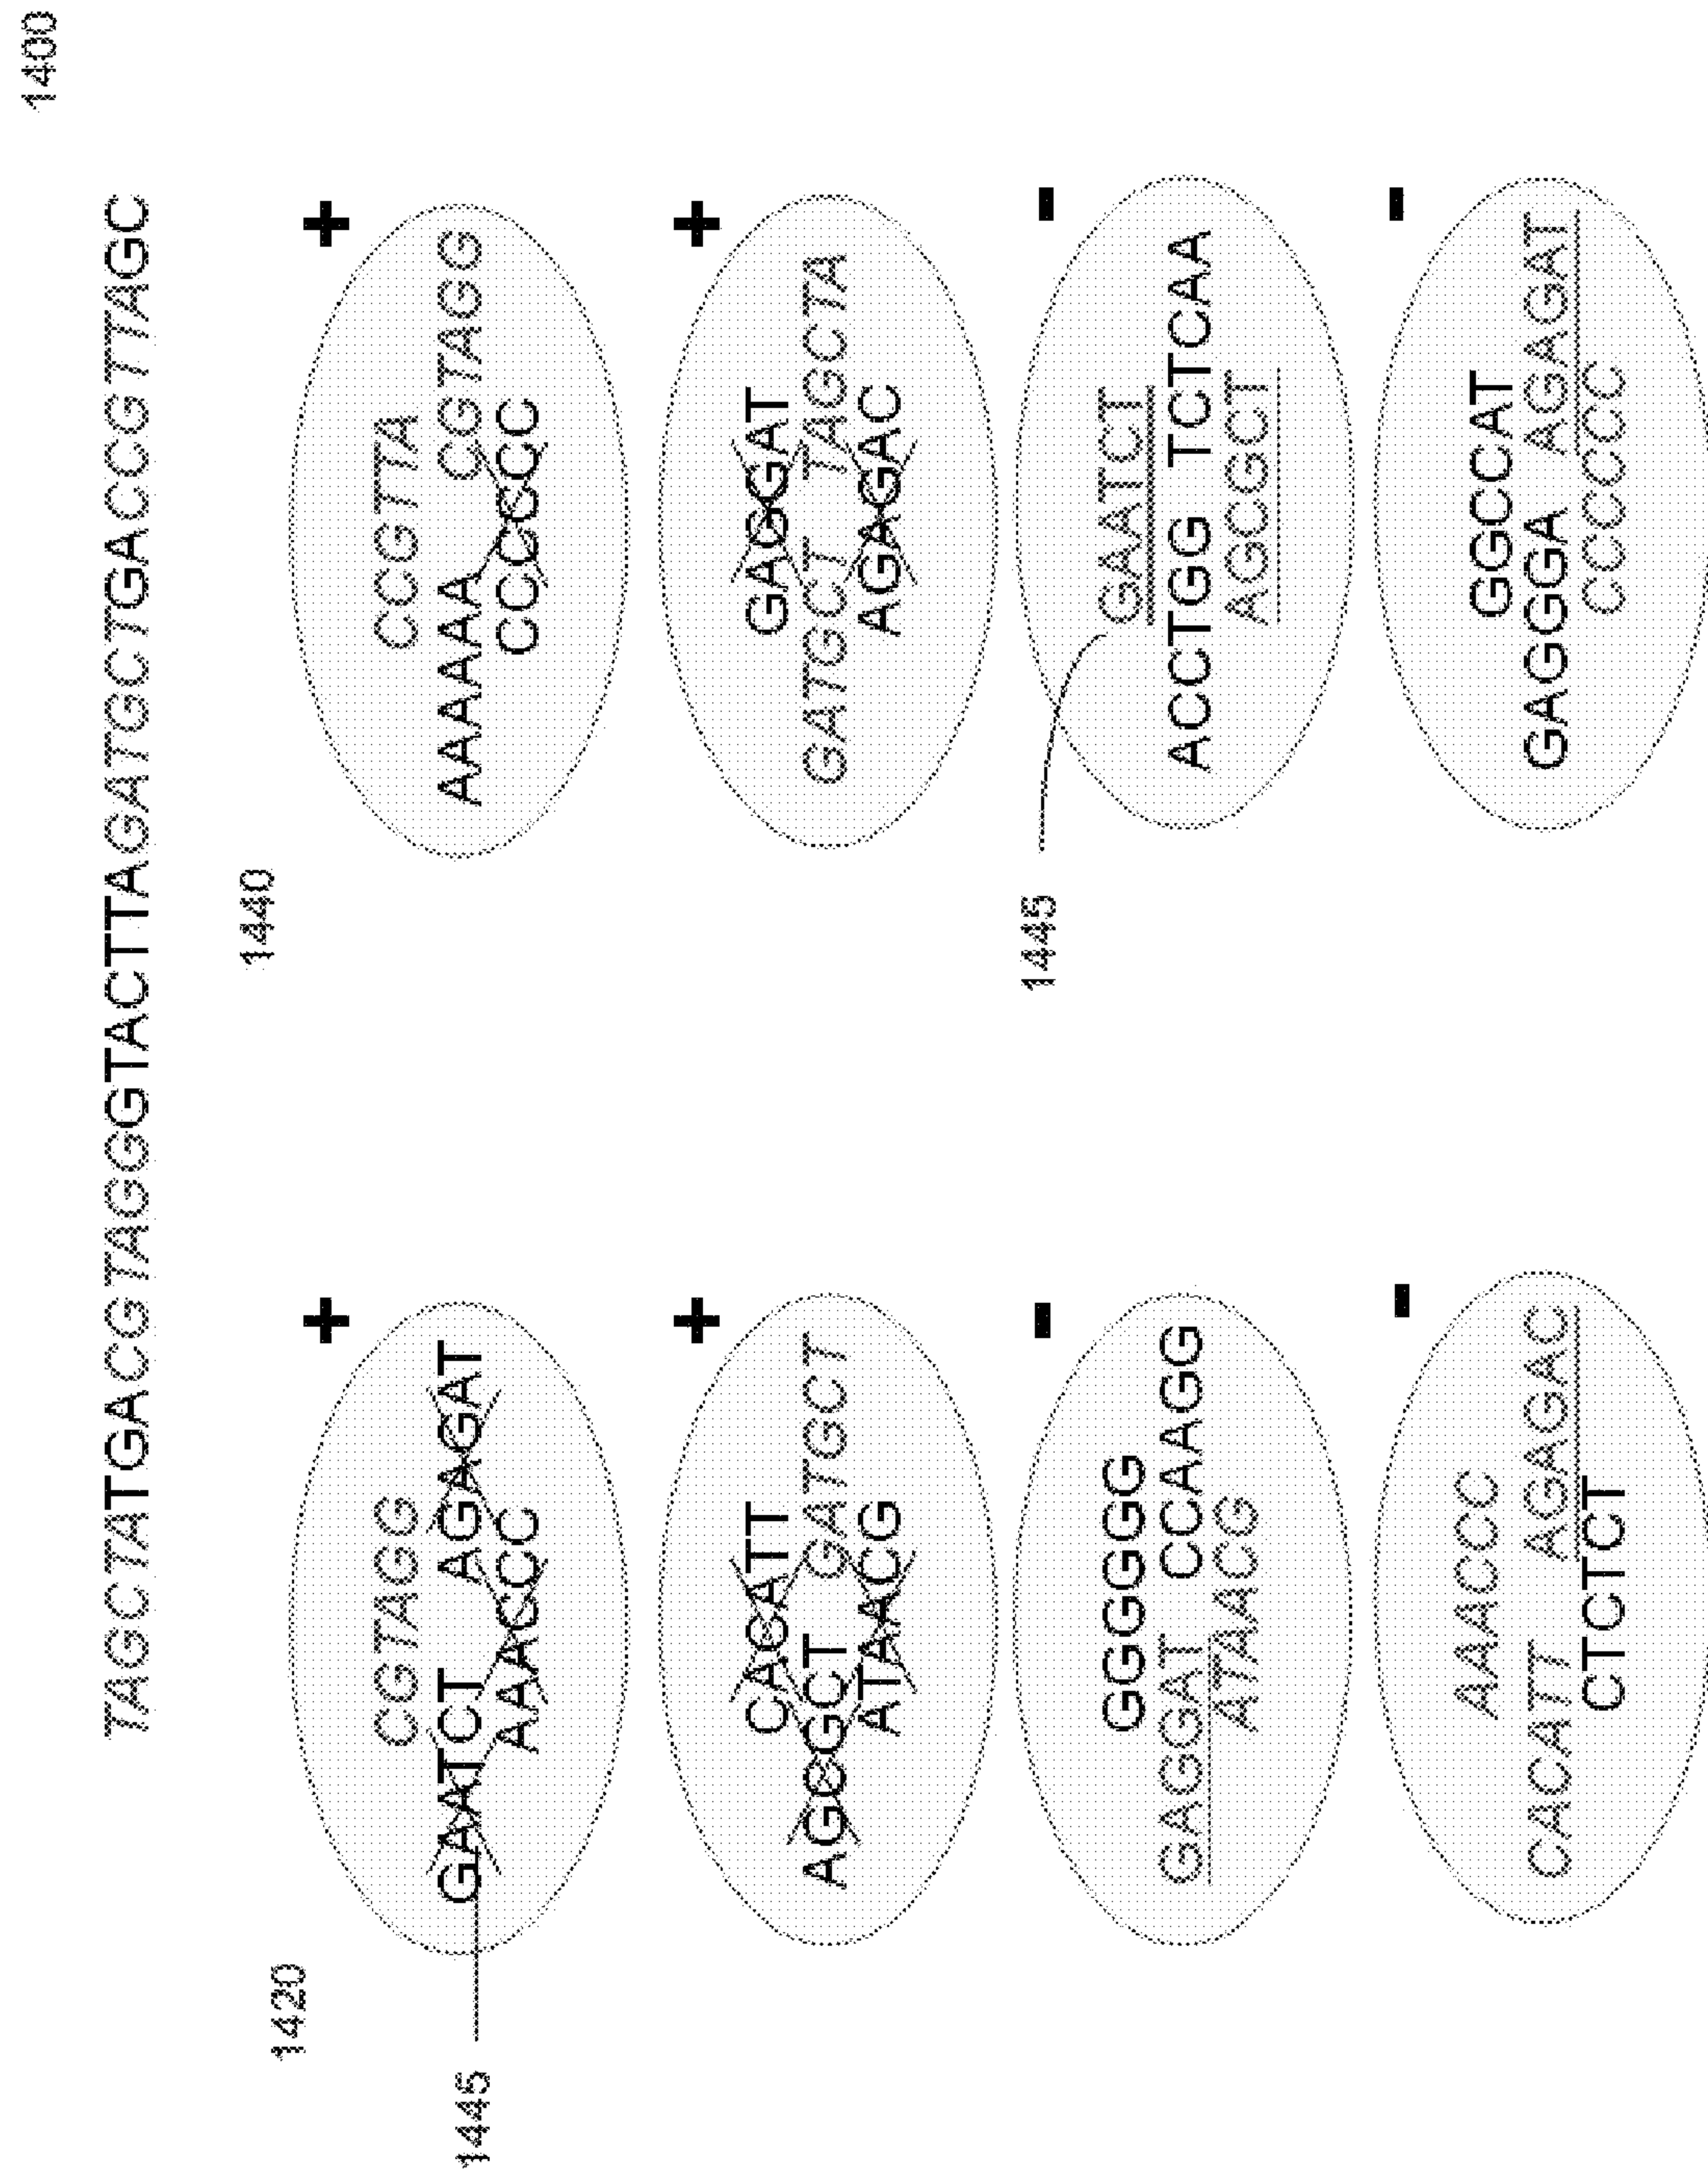 1400
TAGCTATGACGTAGGGTACTTAGATGCTGACCGTTAGC
1420
1440
+
CGTAGG
GAATCT AGAGAT
AAACCC
1445
+
CCGTTA
AAAAAA CGTAGG
CCCCCC
+
CACATT
AGCGCT GATGCT
ATAACG
+
GAGGAT
GATGCT TAGCTA
AGAGAC
-
GGGGGG
GAGGAT CCAAGG
ATAACG
1445
-
GAATCT
ACCTGG TCTCAA
AGCGCT
-
AAACCC
CACATT AGAGAC
CTCTCT
-
GGCCAT
GAGGGA AGAGAT
CCCCCC